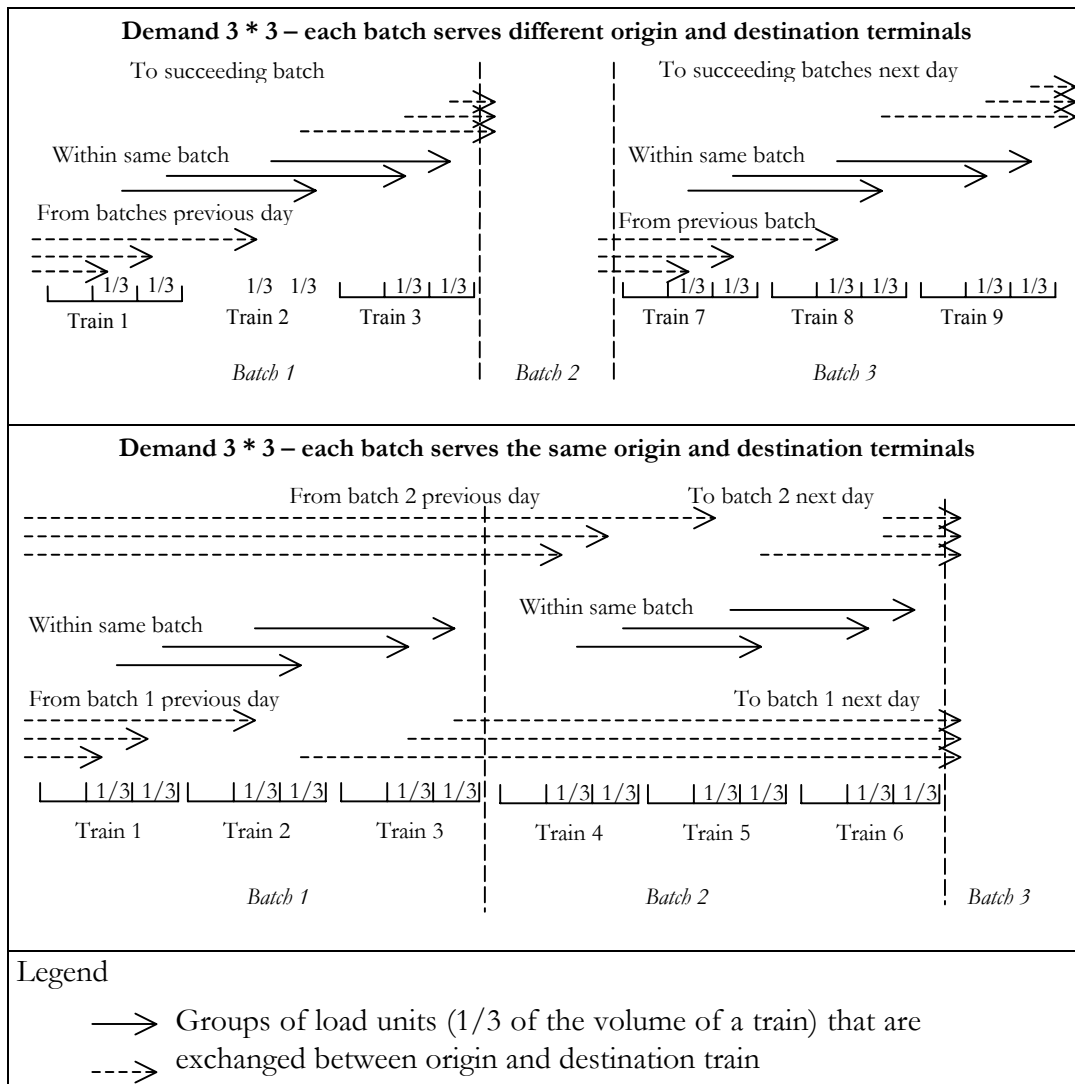 Demand 3 * 3 – each batch serves different origin and destination terminals
To succeeding batch
To succeeding batches next day
Within same batch
Within same batch
From batches previous day
From previous batch
1/3 1/3 1/3 1/3 1/3 1/3 1/3 1/3 1/3 1/3 1/3 1/3
Train 1 Train 2 Train 3 Train 7 Train 8 Train 9
Batch 1 Batch 2 Batch 3
Demand 3 * 3 – each batch serves the same origin and destination terminals
From batch 2 previous day
To batch 2 next day
Within same batch
Within same batch
From batch 1 previous day
To batch 1 next day
1/3 1/3 1/3 1/3 1/3 1/3 1/3 1/3 1/3 1/3 1/3 1/3
Train 1 Train 2 Train 3 Train 4 Train 5 Train 6
Batch 1 Batch 2 Batch 3
Legend
Groups of load units (1/3 of the volume of a train) that are
exchanged between origin and destination train